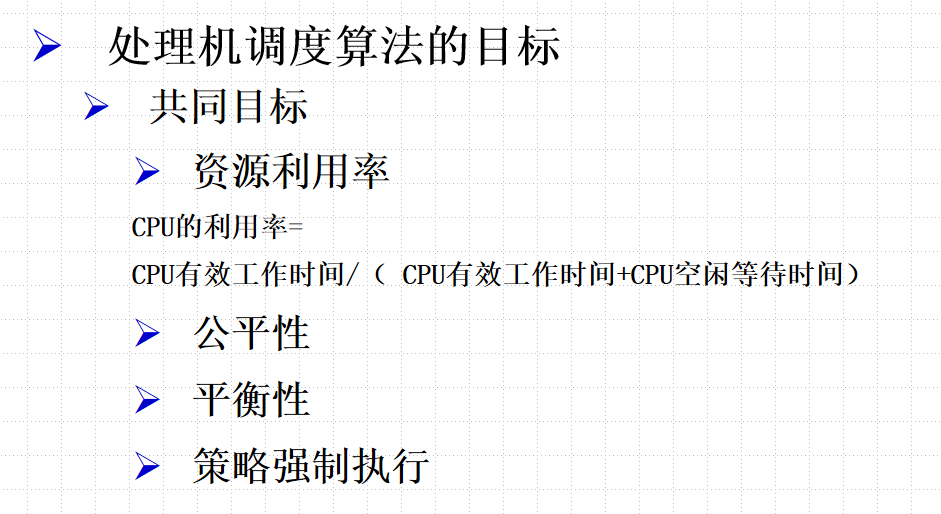 处理机调度算法的目标
共同目标
资源利用率
CPU的利用率=
CPU有效工作时间/（ CPU有效工作时间+CPU空闲等待时间）
公平性
平衡性
策略强制执行